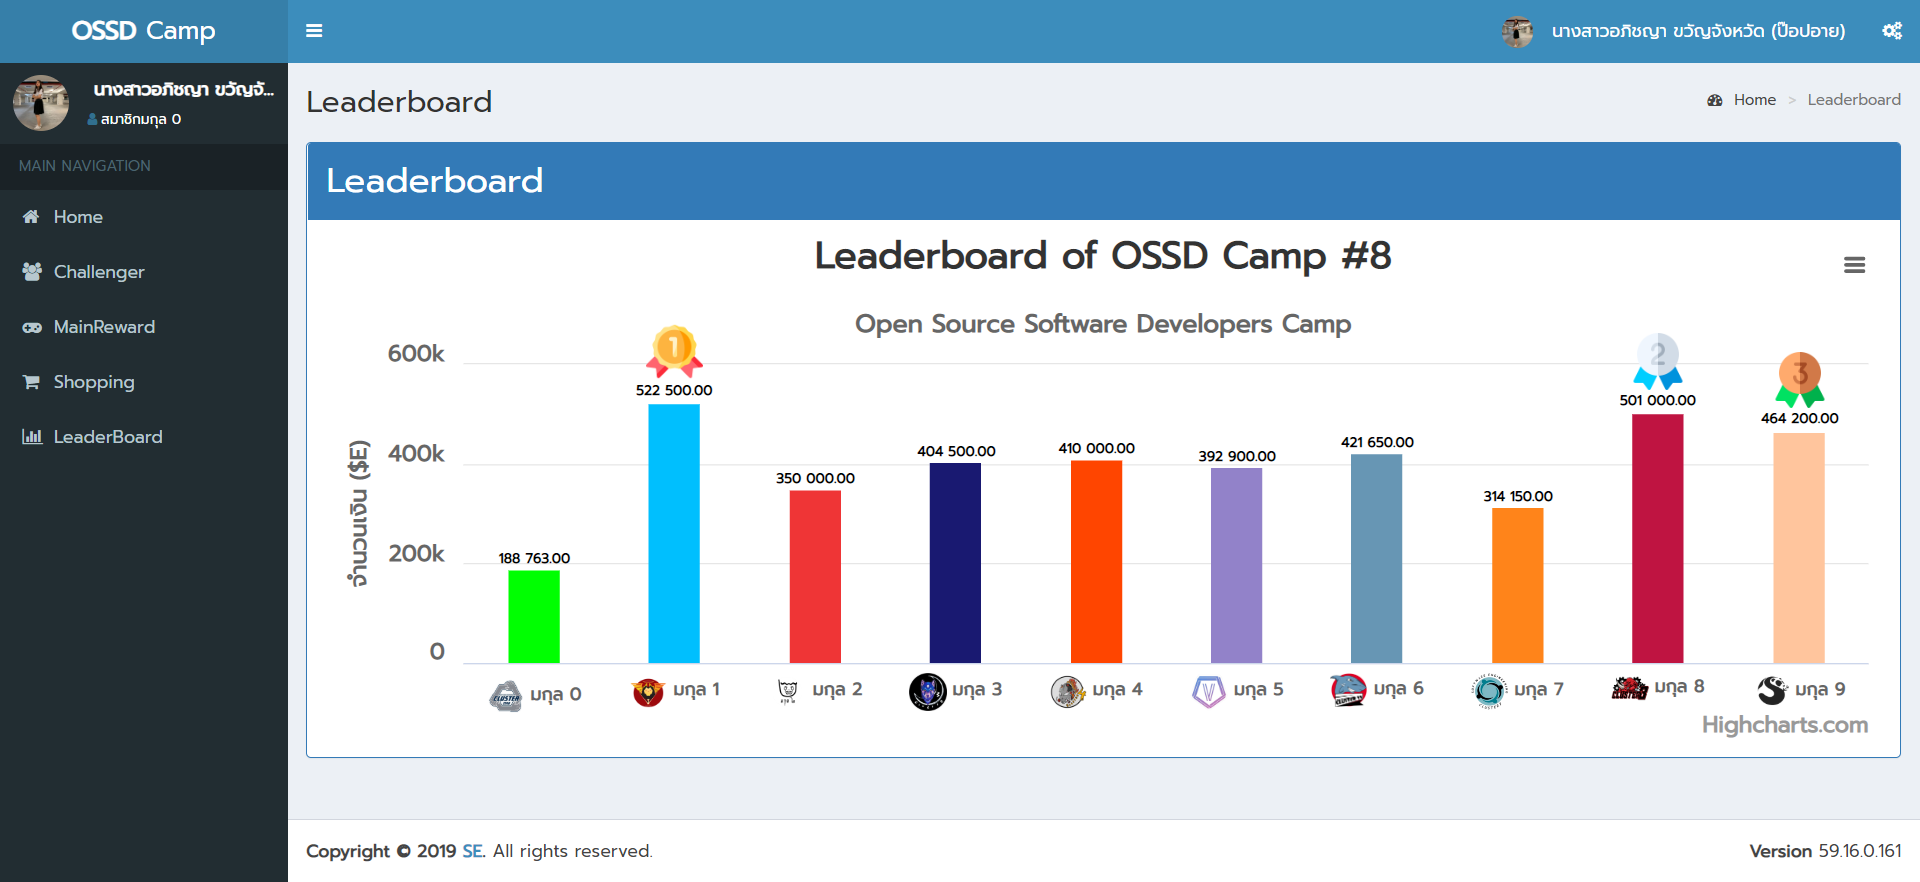 OSSD Camp
นางสาวอภิชญา ขวัญจังหวัด (ป๊อปอาย)
นางสาวอภิชญา ขวัญจั...
สมาชิกมกุล 0
MAIN NAVIGATION
Home
Challenger
MainReward
Shopping
LeaderBoard
Leaderboard
Home > Leaderboard
Leaderboard
Leaderboard of OSSD Camp #8
Open Source Software Developers Camp
จำนวนเงิน ($E)
600k
400k
200k
0
1
2
3
188 763.00
522 500.00
350 000.00
404 500.00
410 000.00
392 900.00
421 650.00
314 150.00
501 000.00
464 200.00
มกุล 0
มกุล 1
มกุล 2
มกุล 3
มกุล 4
มกุล 5
มกุล 6
มกุล 7
มกุล 8
มกุล 9
Highcharts.com
Copyright © 2019 SE. All rights reserved.
Version 59.16.0.161